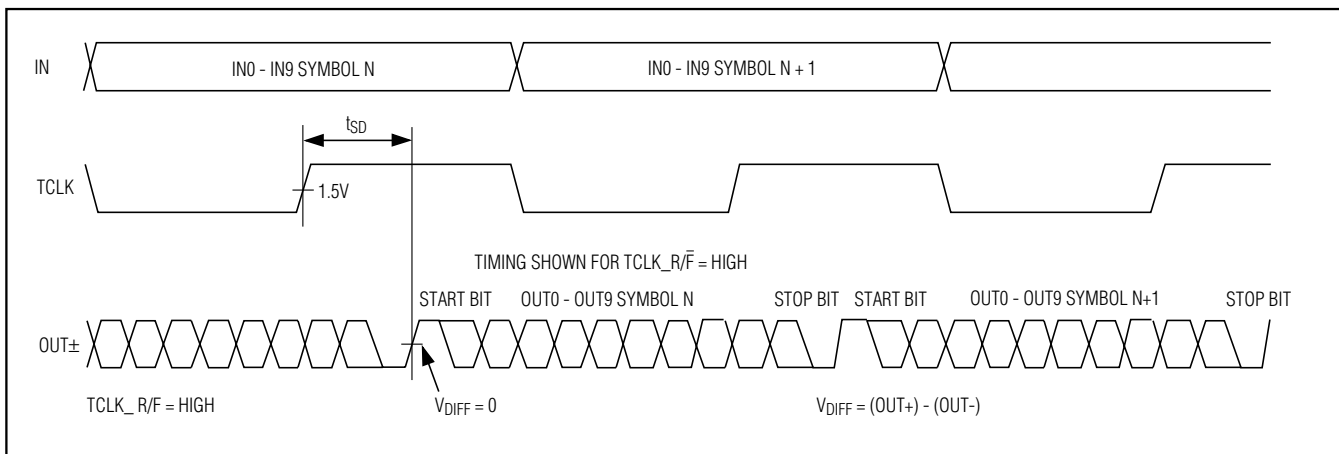 IN
IN0 - IN9 SYMBOL N
IN0 - IN9 SYMBOL N + 1
tSD
TCLK
1.5V
TIMING SHOWN FOR TCLK_R/F̅ = HIGH
START BIT
OUT0 - OUT9 SYMBOL N
STOP BIT
START BIT
OUT0 - OUT9 SYMBOL N+1
STOP BIT
OUT±
TCLK_ R/F = HIGH
VDIFF = 0
VDIFF = (OUT+) - (OUT-)